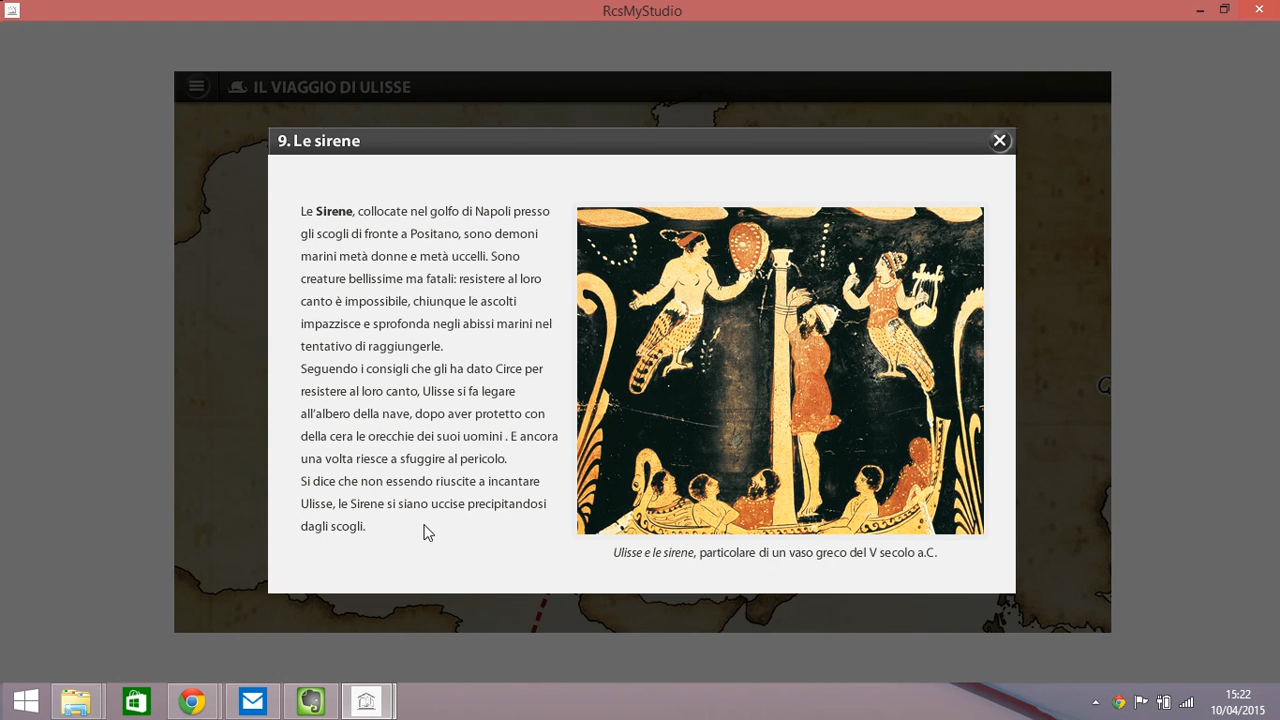 RcsMyStudio
IL VIAGGIO DI ULISSE
9. Le sirene
Le Sirene, collocate nel golfo di Napoli presso
gli scogli di fronte a Positano, sono demoni
marini metà donne e metà uccelli. Sono
creature bellissime ma fatali: resistere al loro
canto è impossibile, chiunque le ascolti
impazzisce e sprofonda negli abissi marini nel
tentativo di raggiungerle.
Seguendo i consigli che gli ha dato Circe per
resistere al loro canto, Ulisse si fa legare
all'albero della nave, dopo aver protetto con
della cera le orecchie dei suoi uomini . E ancora
una volta riesce a sfuggire al pericolo.
Si dice che non essendo riuscite a incantare
Ulisse, le Sirene si siano uccise precipitandosi
dagli scogli.
Ulisse e le sirene, particolare di un vaso greco del V secolo a.C.
15:22
10/04/2015